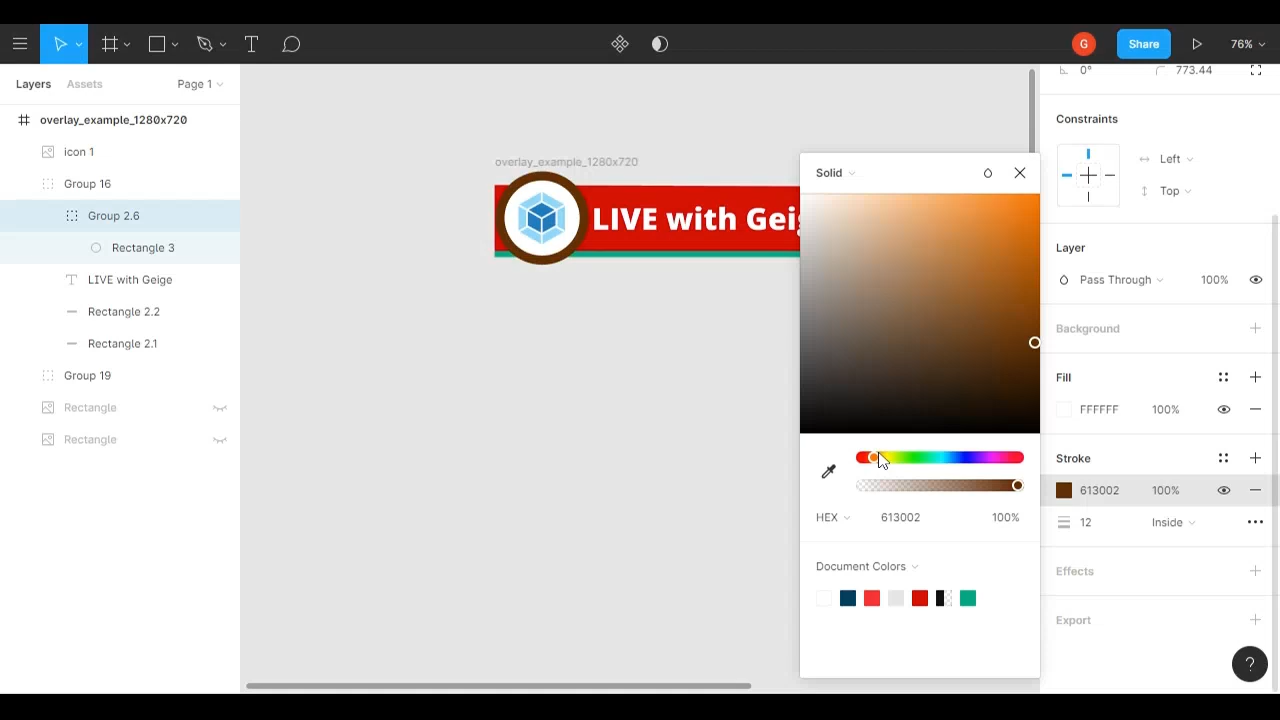 G
Share
76%
Layers
Assets
Page 1
0°
773.44
overlay_example_1280x720
icon 1
Group 16
Group 2.6
Rectangle 3
LIVE with Geige
Rectangle 2.2
Rectangle 2.1
Group 19
Rectangle
Rectangle
overlay_example_1280x720
LIVE with Geig
Solid
HEX
613002
100%
Document Colors
Constraints
Left
Top
Layer
Pass Through
100%
Background
Fill
FFFFFF
100%
Stroke
613002
100%
12
Inside
Effects
Export
?